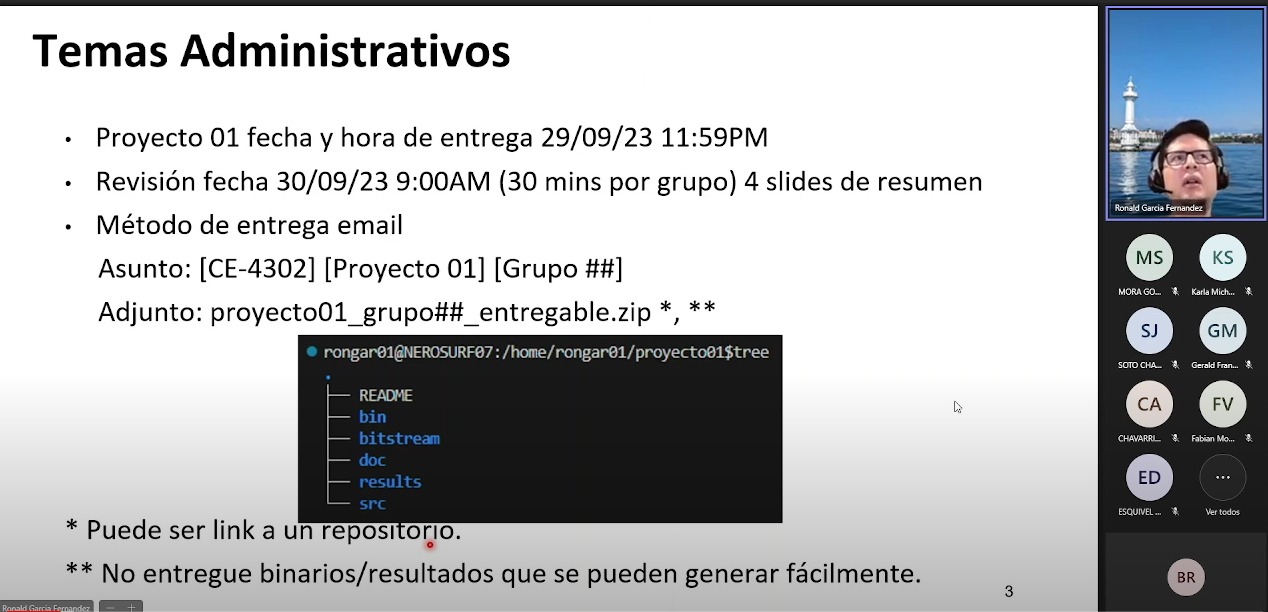 Temas Administrativos
• Proyecto 01 fecha y hora de entrega 29/09/23 11:59PM
• Revisión fecha 30/09/23 9:00AM (30 mins por grupo) 4 slides de resumen
• Método de entrega email
Asunto: [CE-4302] [Proyecto 01] [Grupo ##]
Adjunto: proyecto01_grupo##_entregable.zip *, **
rongar01@NEROSURF07:/home/rongar01/proyecto01$tree
.
├── README
├── bin
├── bitstream
├── doc
├── results
└── src
* Puede ser link a un repositorio.
** No entregue binarios/resultados que se pueden generar fácilmente.
3
Ronald Garcia Fernandez
Ronald Garcia Fernandez
MS
MORA GO...
KS
Karla Mich...
SJ
SOTO CHA...
GM
Gerald Fran...
CA
CHAVARRI...
FV
Fabian Mo...
ED
ESQUIVEL ...
...
Ver todos
BR